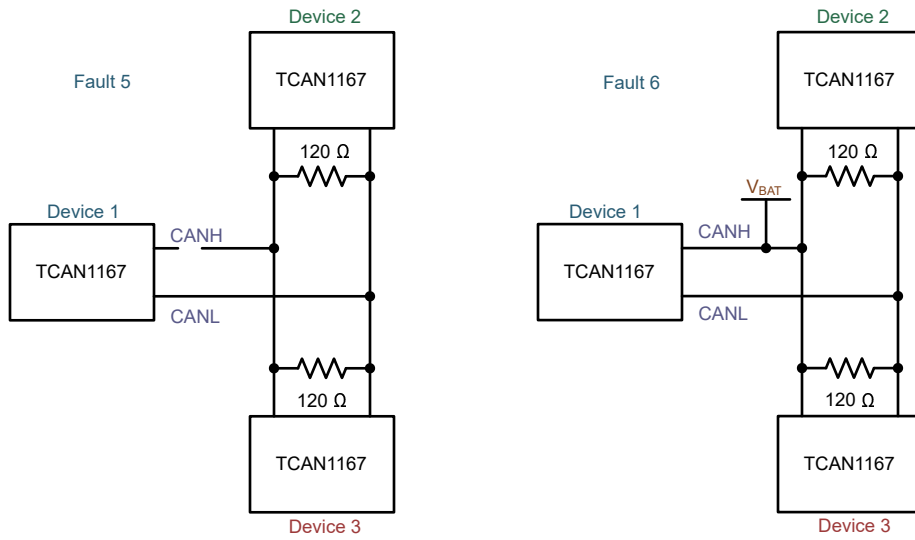 Device 2
TCAN1167
Fault 5
120 Ω
Device 1
TCAN1167
CANH
CANL
120 Ω
TCAN1167
Device 3
Device 2
TCAN1167
Fault 6
120 Ω
VBAT
Device 1
TCAN1167
CANH
CANL
120 Ω
TCAN1167
Device 3